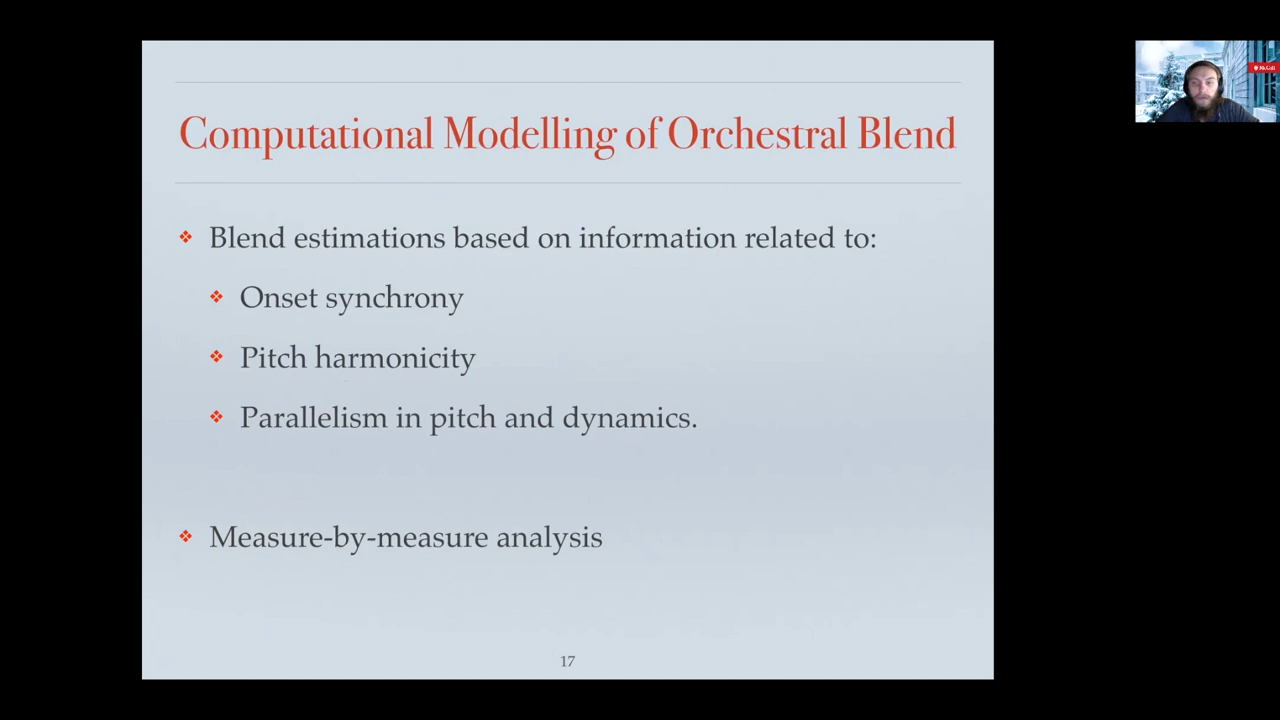 Computational Modelling of Orchestral Blend
Blend estimations based on information related to:
Onset synchrony
Pitch harmonicity
Parallelism in pitch and dynamics.
Measure-by-measure analysis
17
McGill